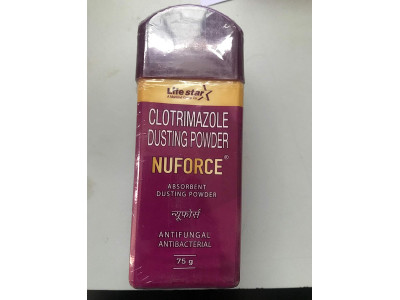 Lifestar
CLOTRIMAZOLE
DUSTING POWDER
NUFORCE®
ABSORBENT
DUSTING POWDER
न्यूफोर्स
ANTIFUNGAL
ANTIBACTERIAL
75 g